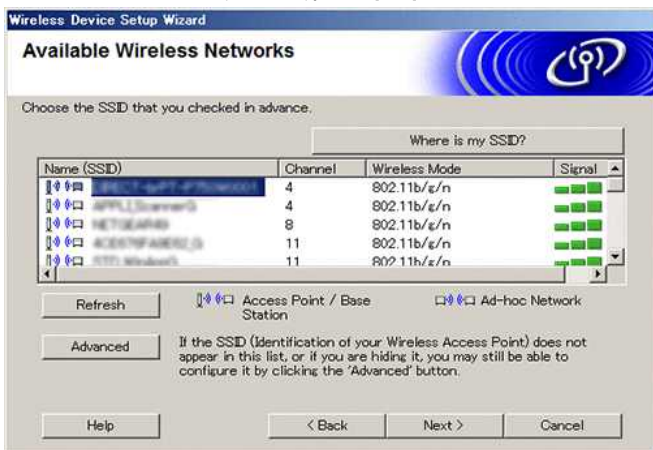 Wireless Device Setup Wizard
Available Wireless Networks
Choose the SSID that you checked in advance.
Where is my SSID?
Name (SSID) Channel Wireless Mode Signal
4 802.11b/g/n
4 802.11b/g/n
8 802.11b/g/n
11 802.11b/g/n
11 802.11b/g/n
Refresh Access Point / Base Station Ad-hoc Network
Advanced If the SSID (Identification of your Wireless Access Point) does not
appear in this list, or if you are hiding it, you may still be able to
configure it by clicking the 'Advanced' button.
Help < Back Next > Cancel